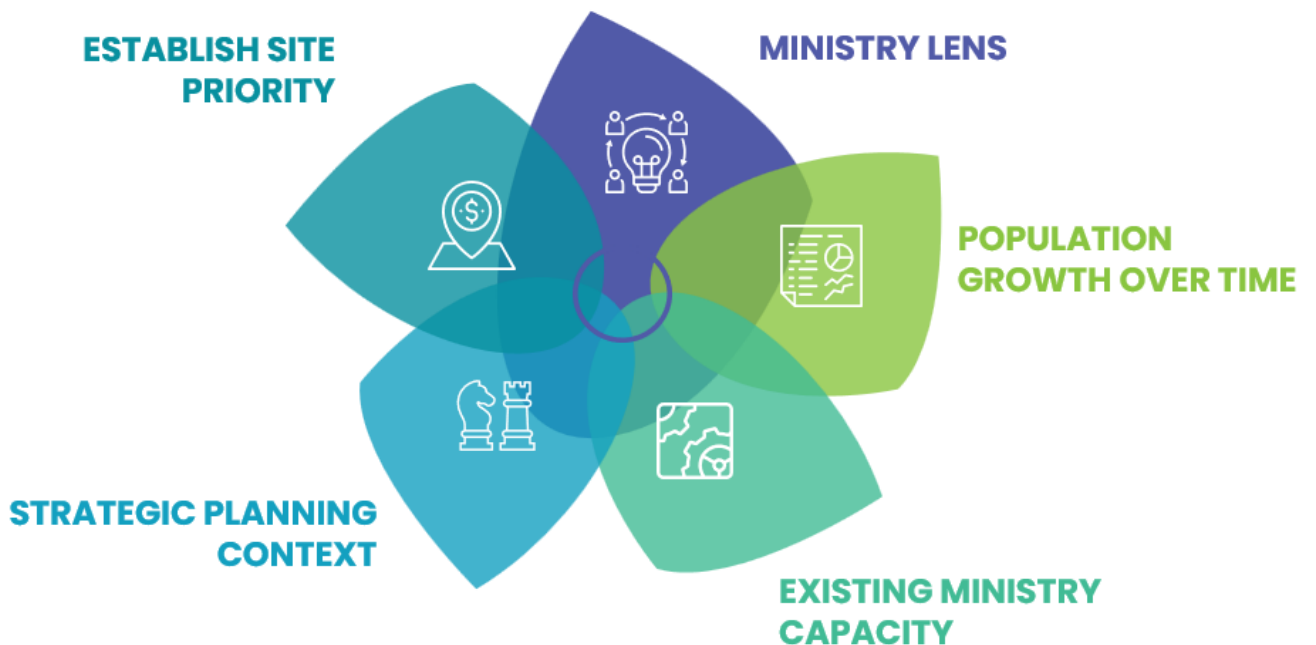 ESTABLISH SITE
PRIORITY
MINISTRY LENS
POPULATION
GROWTH OVER TIME
STRATEGIC PLANNING
CONTEXT
EXISTING MINISTRY
CAPACITY
$